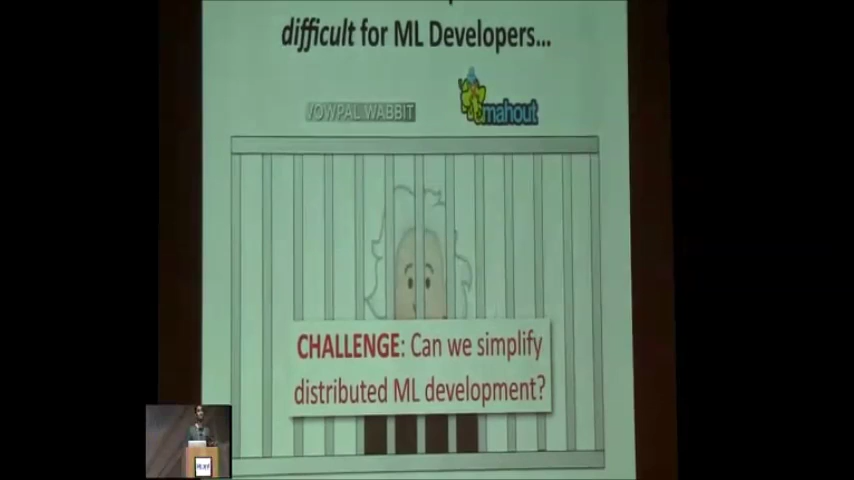 difficult for ML Developers...
VOWPAL WABBIT
mahout
CHALLENGE: Can we simplify
distributed ML development?